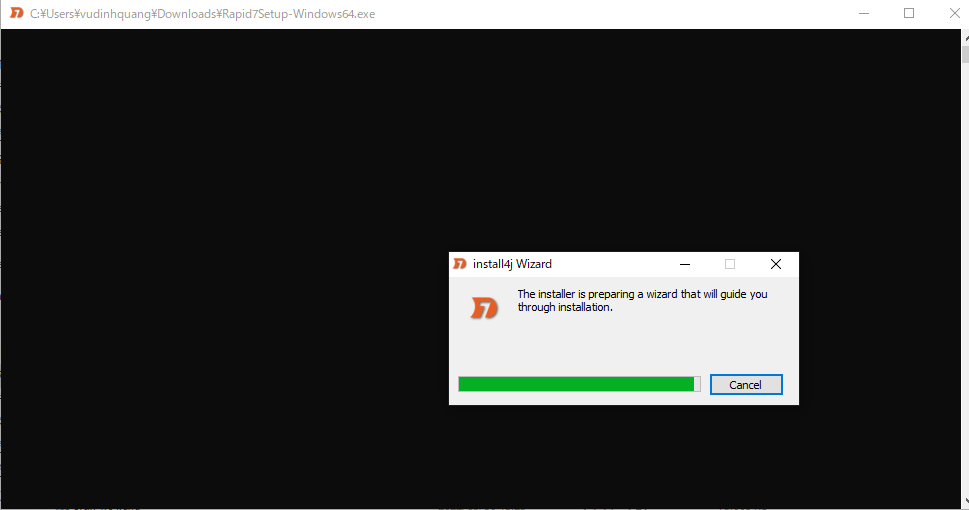 C:¥Users¥vudinhquang¥Downloads¥Rapid7Setup-Windows64.exe
install4j Wizard
The installer is preparing a wizard that will guide you
through installation.
Cancel